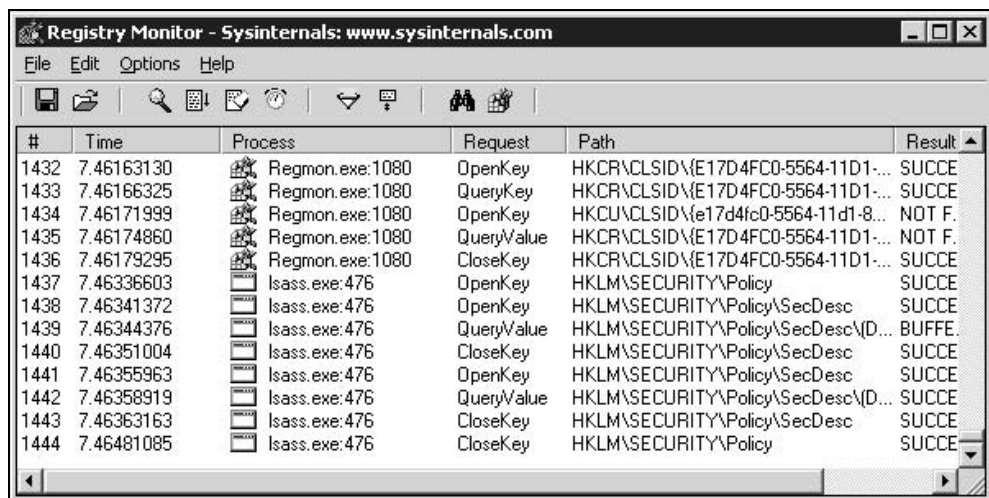 Registry Monitor - Sysinternals: www.sysinternals.com
File Edit Options Help
# Time Process Request Path Result
1432 7.46163130 Regmon.exe:1080 OpenKey HKCR\CLSID\{E17D4FC0-5564-11D1-... SUCCE
1433 7.46166325 Regmon.exe:1080 QueryKey HKCR\CLSID\{E17D4FC0-5564-11D1-... SUCCE
1434 7.46171999 Regmon.exe:1080 OpenKey HKCU\CLSID\{e17d4fc0-5564-11d1-8... NOT F.
1435 7.46174860 Regmon.exe:1080 QueryValue HKCR\CLSID\{E17D4FC0-5564-11D1-... NOT F.
1436 7.46179295 Regmon.exe:1080 CloseKey HKCR\CLSID\{E17D4FC0-5564-11D1-... SUCCE
1437 7.46336603 lsass.exe:476 OpenKey HKLM\SECURITY\Policy SUCCE
1438 7.46341372 lsass.exe:476 OpenKey HKLM\SECURITY\Policy\SecDesc SUCCE
1439 7.46344376 lsass.exe:476 QueryValue HKLM\SECURITY\Policy\SecDesc\(D... BUFFE.
1440 7.46351004 lsass.exe:476 CloseKey HKLM\SECURITY\Policy\SecDesc SUCCE
1441 7.46355963 lsass.exe:476 OpenKey HKLM\SECURITY\Policy\SecDesc SUCCE
1442 7.46358919 lsass.exe:476 QueryValue HKLM\SECURITY\Policy\SecDesc\(D... SUCCE
1443 7.46363163 lsass.exe:476 CloseKey HKLM\SECURITY\Policy\SecDesc SUCCE
1444 7.46481085 lsass.exe:476 CloseKey HKLM\SECURITY\Policy SUCCE